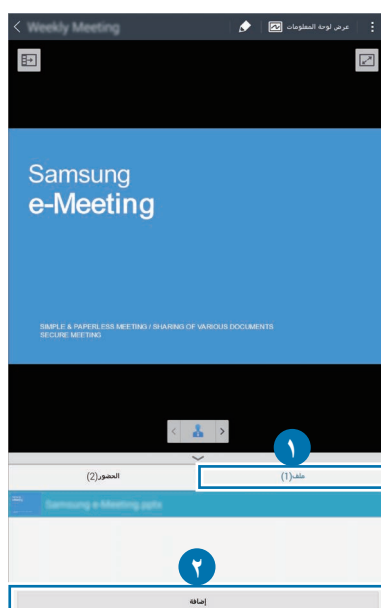 Weekly Meeting
عرض لوحة المعلومات
Samsung
e-Meeting
SIMPLE & PAPERLESS MEETING / SHARING OF VARIOUS DOCUMENTS
SECURE MEETING
١
ملف(1)
الحضور(2)
Samsung e-Meeting.pptx
٢
إضافة